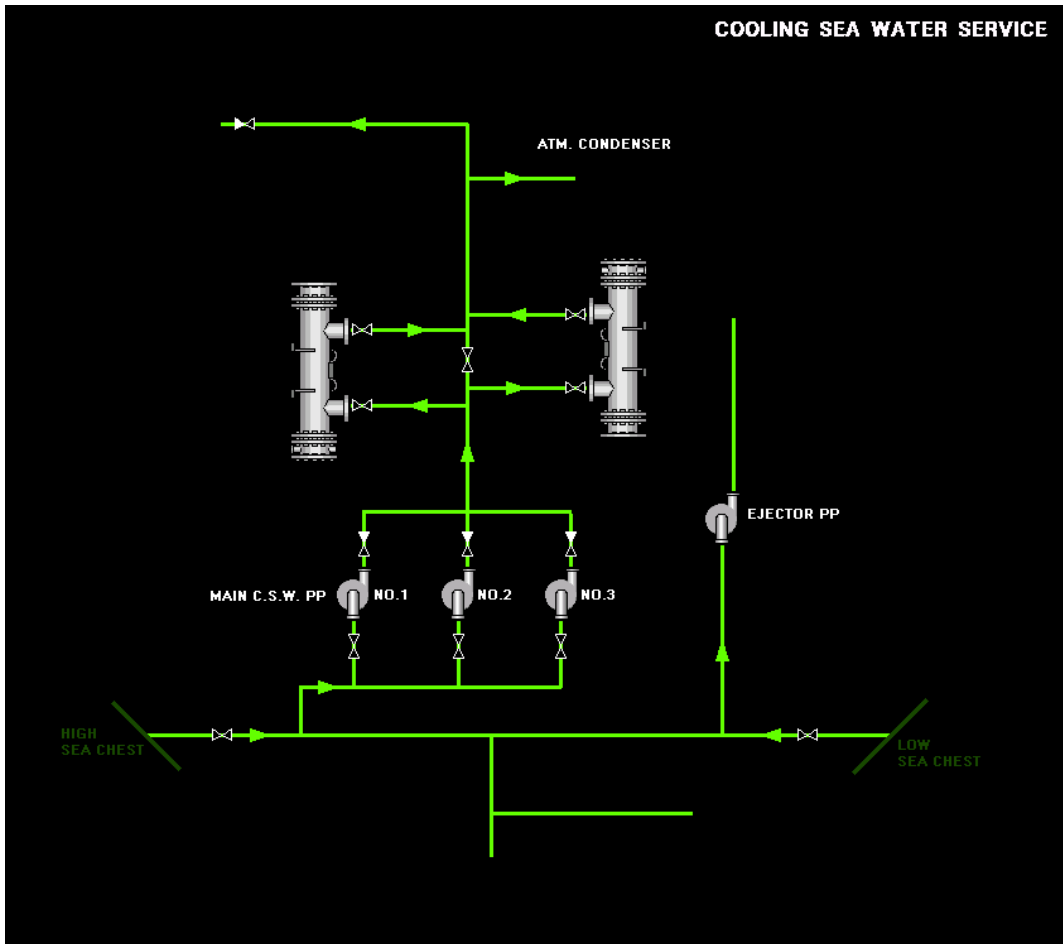 COOLING SEA WATER SERVICE
ATM. CONDENSER
EJECTOR PP
MAIN C.S.W. PP
NO.1
NO.2
NO.3
HIGH
SEA CHEST
LOW
SEA CHEST